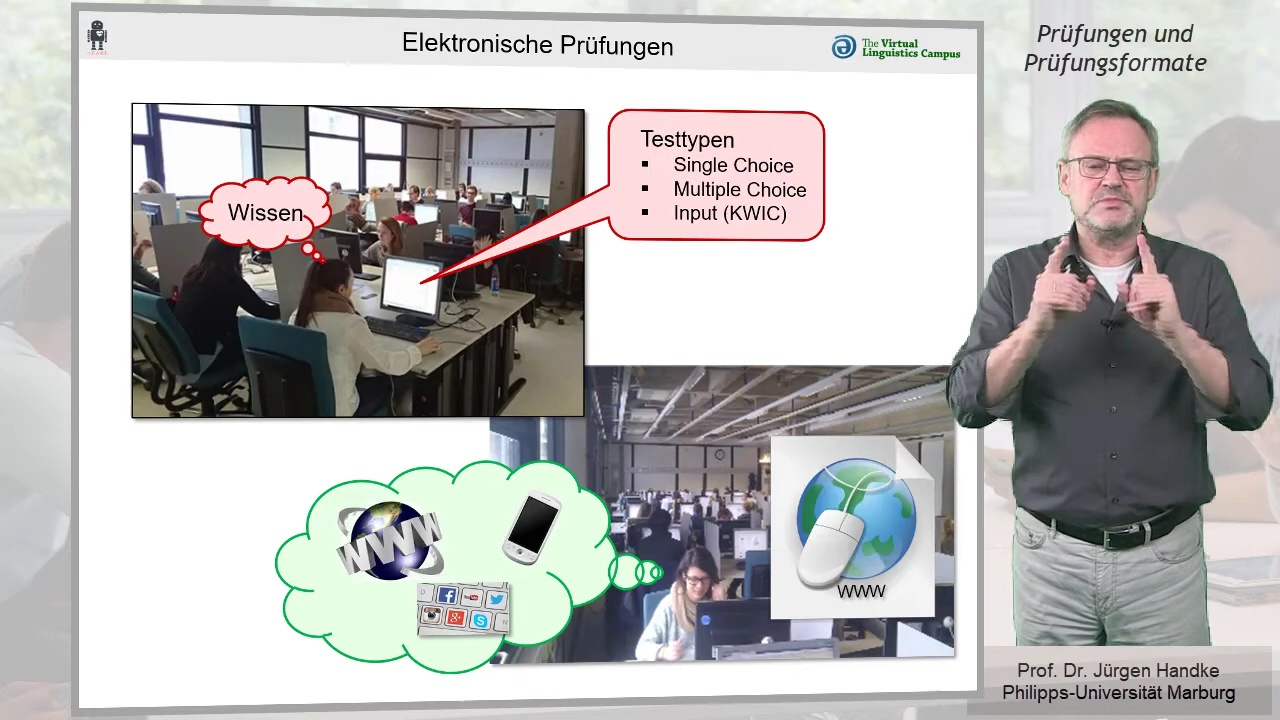 Elektronische Prüfungen
The Virtual
Linguistics Campus
Prüfungen und
Prüfungsformate
Testtypen
Single Choice
Multiple Choice
Input (KWIC)
Wissen
WWW
WWW
Prof. Dr. Jürgen Handke
Philipps-Universität Marburg